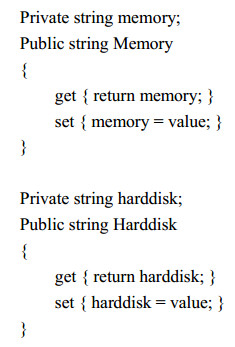 Private string memory;
Public string Memory
{
get { return memory; }
set { memory = value; }
}
Private string harddisk;
Public string Harddisk
{
get { return harddisk; }
set { harddisk = value; }
}